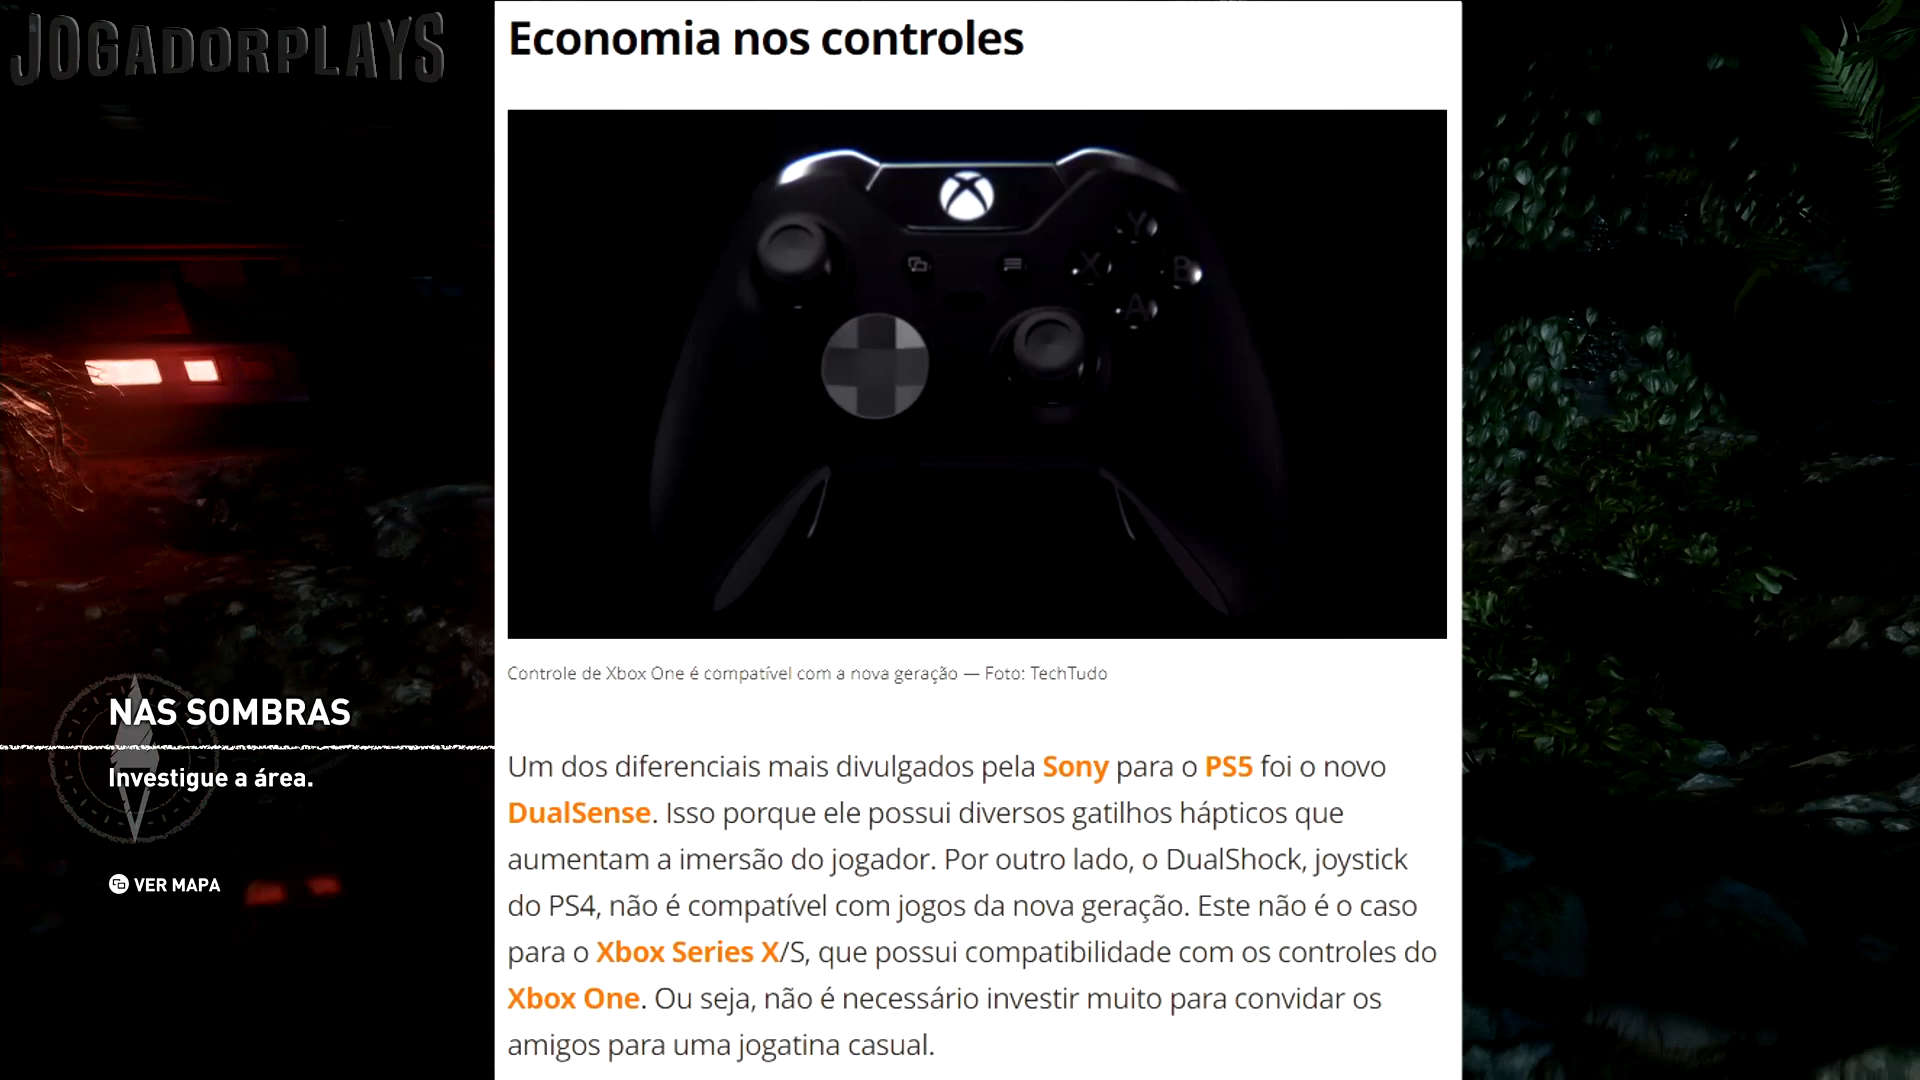 JOGADORPLAYS
Economia nos controles
Y
X
B
A
Controle de Xbox One é compatível com a nova geração — Foto: TechTudo
NAS SOMBRAS
Investigue a área.
VER MAPA
Um dos diferenciais mais divulgados pela Sony para o PS5 foi o novo
DualSense. Isso porque ele possui diversos gatilhos hápticos que
aumentam a imersão do jogador. Por outro lado, o DualShock, joystick
do PS4, não é compatível com jogos da nova geração. Este não é o caso
para o Xbox Series X/S, que possui compatibilidade com os controles do
Xbox One. Ou seja, não é necessário investir muito para convidar os
amigos para uma jogatina casual.